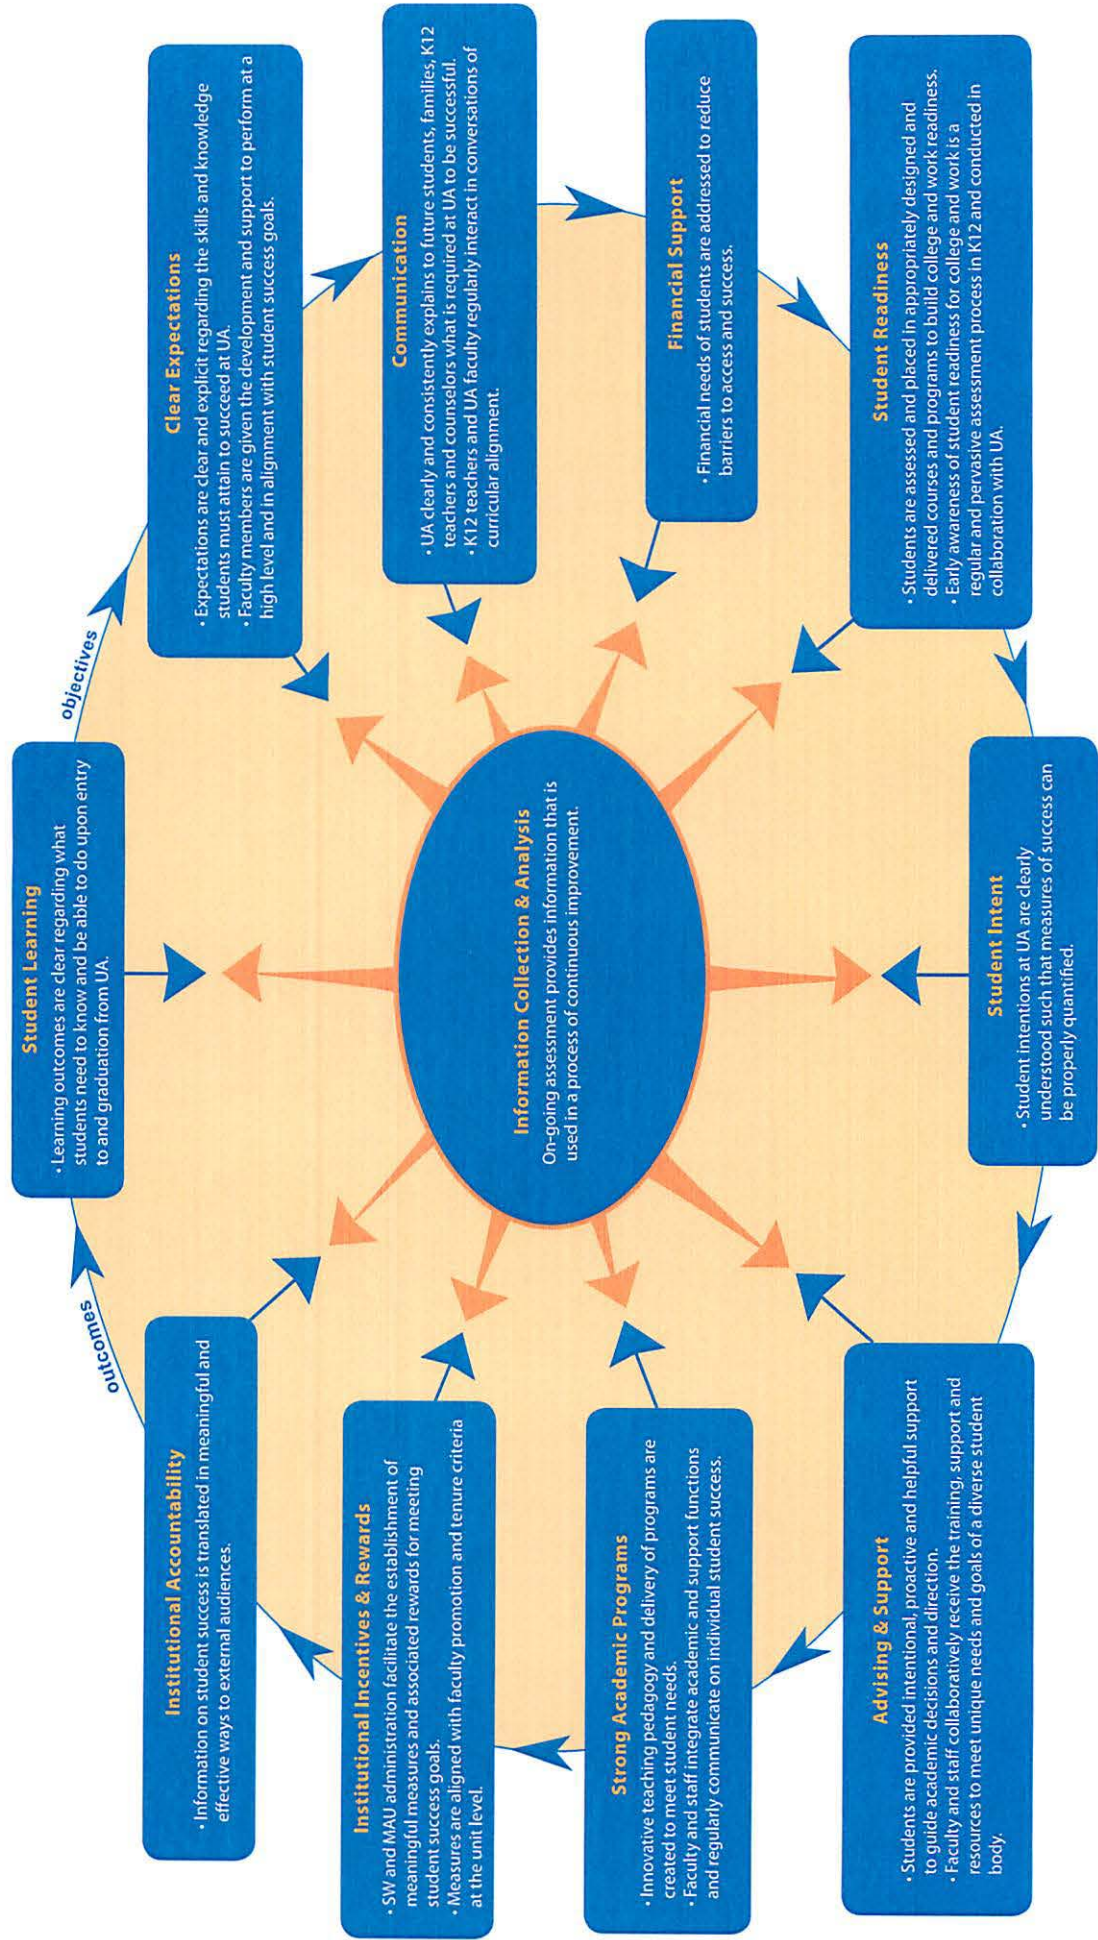 outcomes
objectives
Student Learning
• Learning outcomes are clear regarding what
students need to know and be able to do upon entry
to and graduation from UA.
Clear Expectations
• Expectations are clear and explicit regarding the skills and knowledge
students must attain to succeed at UA.
• Faculty members are given the development and support to perform at a
high level and in alignment with student success goals.
Communication
• UA clearly and consistently explains to future students, families, K12
teachers and counselors what is required at UA to be successful.
• K12 teachers and UA faculty regularly interact in conversations of
curricular alignment.
Financial Support
• Financial needs of students are addressed to reduce
barriers to access and success.
Student Readiness
• Students are assessed and placed in appropriately designed and
delivered courses and programs to build college and work readiness.
• Early awareness of student readiness for college and work is a
regular and pervasive assessment process in K12 and conducted in
collaboration with UA.
Student Intent
• Student intentions at UA are clearly
understood such that measures of success can
be properly quantified.
Advising & Support
• Students are provided intentional, proactive and helpful support
to guide academic decisions and direction.
• Faculty and staff collaboratively receive the training, support and
resources to meet unique needs and goals of a diverse student
body.
Strong Academic Programs
• Innovative teaching pedagogy and delivery of programs are
created to meet student needs.
• Faculty and staff integrate academic and support functions
and regularly communicate on individual student success.
Institutional Incentives & Rewards
• SW and MAU administration facilitate the establishment of
meaningful measures and associated rewards for meeting
student success goals.
• Measures are aligned with faculty promotion and tenure criteria
at the unit level.
Institutional Accountability
• Information on student success is translated in meaningful and
effective ways to external audiences.
Information Collection & Analysis
On-going assessment provides information that is
used in a process of continuous improvement.